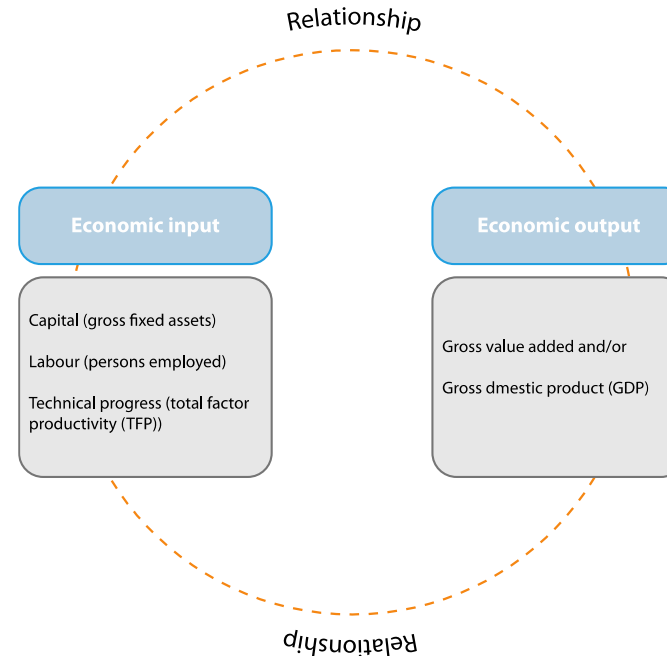 Relationship
Economic input
Economic output
Capital (gross fixed assets)
Labour (persons employed)
Technical progress (total factor
productivity (TFP))
Gross value added and/or
Gross dmestic product (GDP)
Relationship